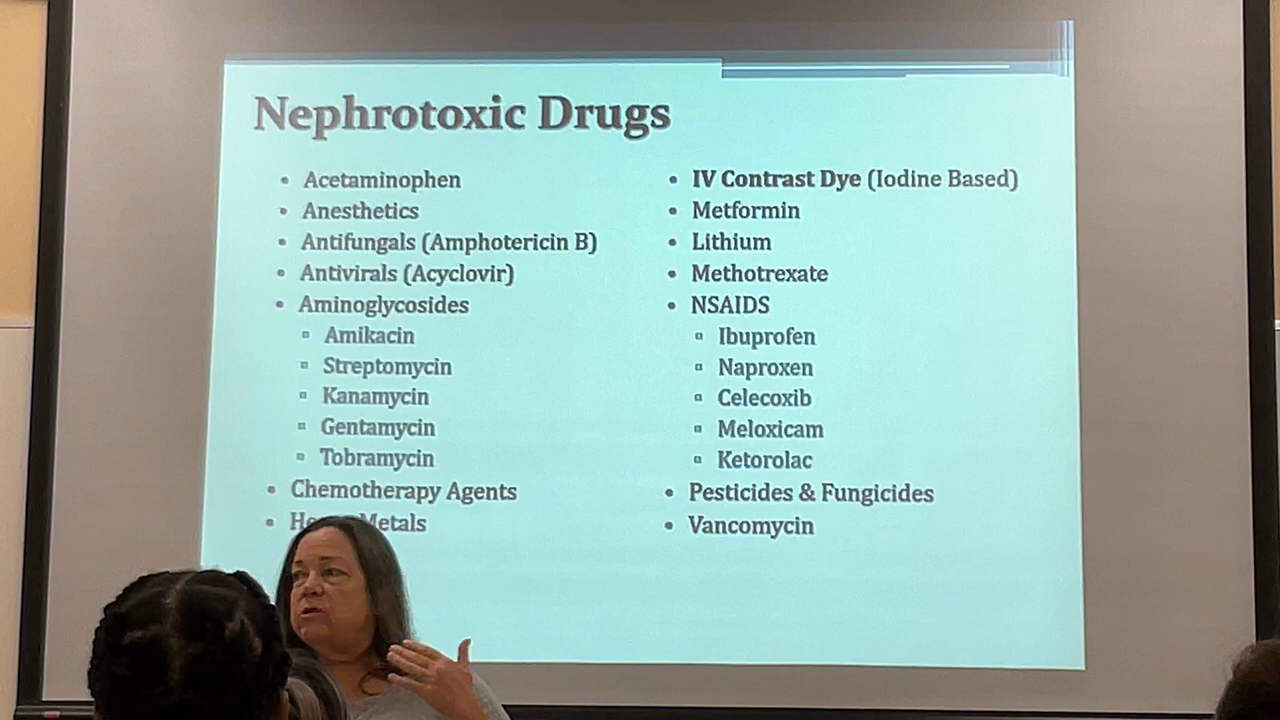 Nephrotoxic Drugs
• Acetaminophen
• Anesthetics
• Antifungals (Amphotericin B)
• Antivirals (Acyclovir)
• Aminoglycosides
▫ Amikacin
▫ Streptomycin
▫ Kanamycin
▫ Gentamycin
▫ Tobramycin
• Chemotherapy Agents
• Metals
• IV Contrast Dye (Iodine Based)
• Metformin
• Lithium
• Methotrexate
• NSAIDS
▫ Ibuprofen
▫ Naproxen
▫ Celecoxib
▫ Meloxicam
▫ Ketorolac
• Pesticides & Fungicides
• Vancomycin